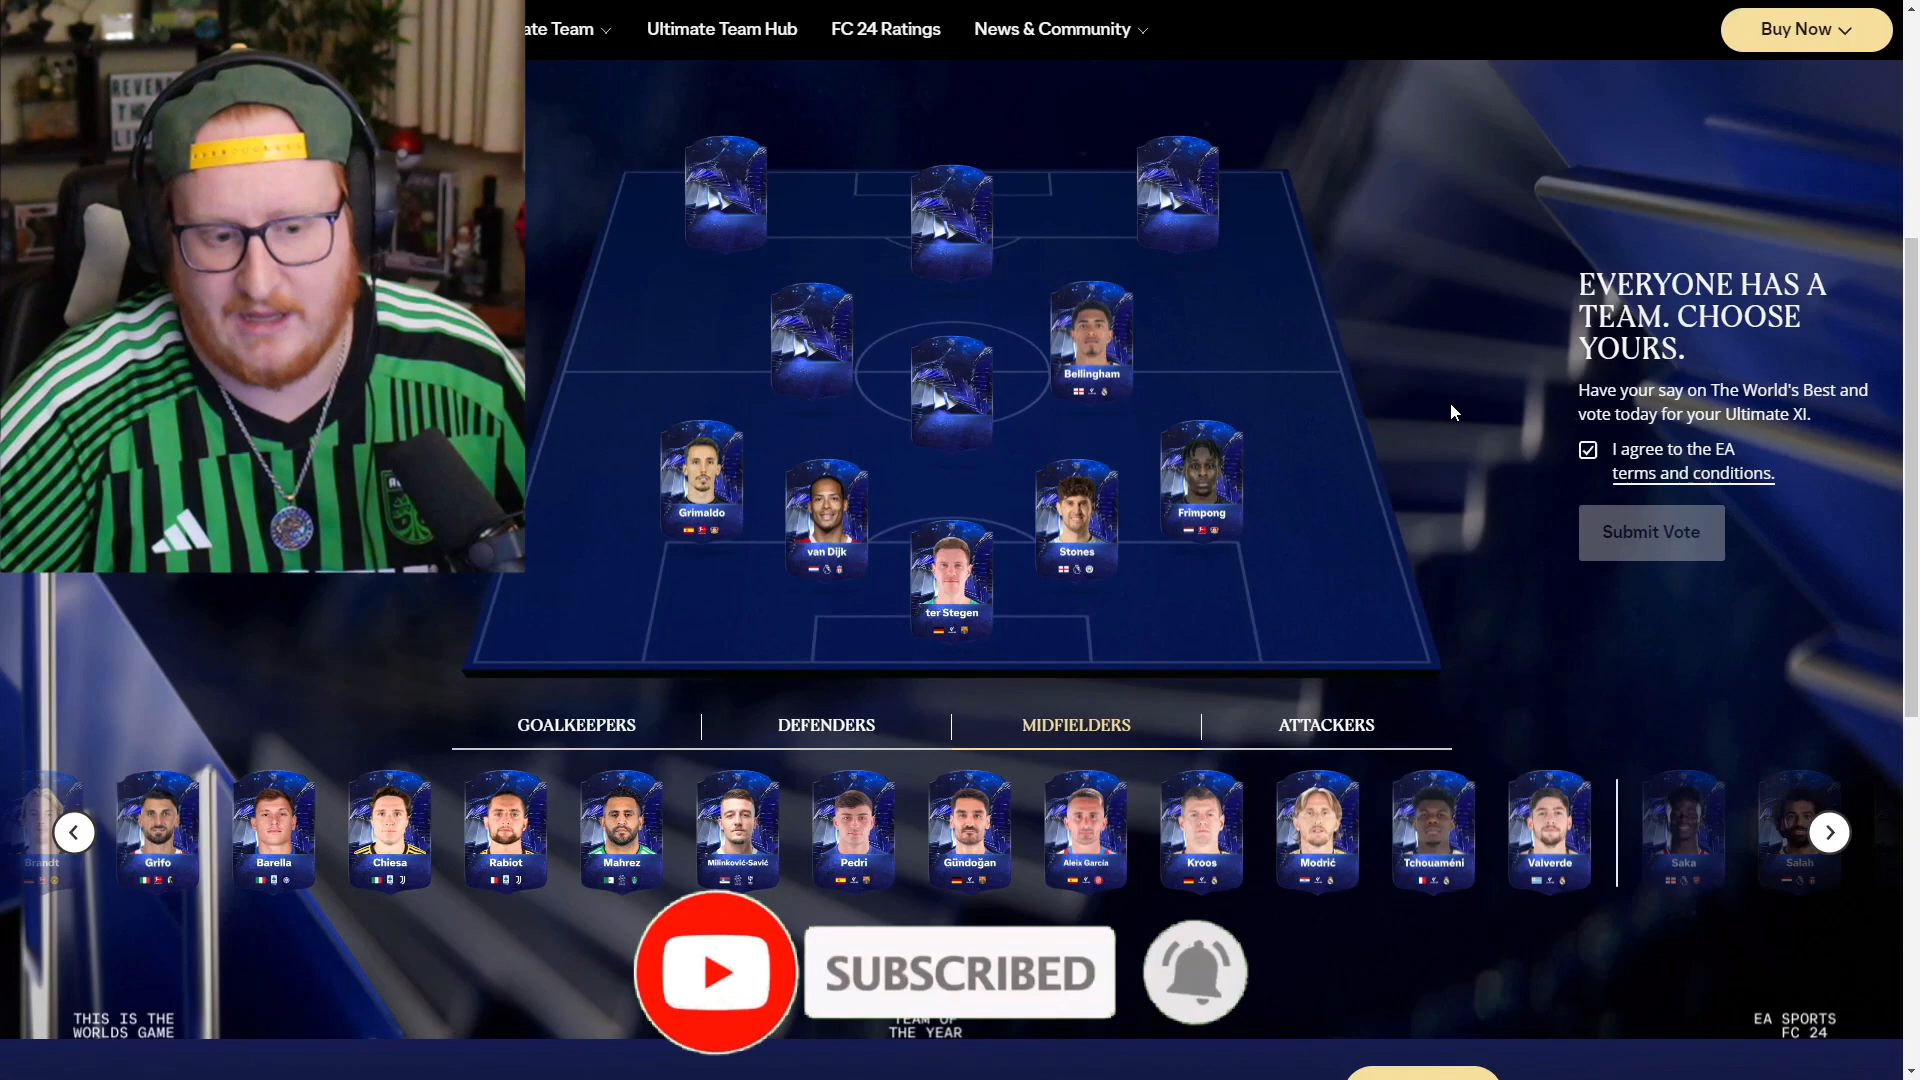 ate Team
Ultimate Team Hub
FC 24 Ratings
News & Community
Buy Now
REVEN
TH
LI
EVERYONE HAS A
TEAM. CHOOSE
YOURS.
Have your say on The World's Best and
vote today for your Ultimate XI.
I agree to the EA
terms and conditions.
Submit Vote
Bellingham
Grimaldo
Frimpong
van Dijk
Stones
ter Stegen
GOALKEEPERS
DEFENDERS
MIDFIELDERS
ATTACKERS
Brandt
Grifo
Barella
Chiesa
Rabiot
Mahrez
Milinković-Savić
Pedri
Gündoğan
Aleix García
Kroos
Modrić
Tchouaméni
Valverde
Saka
Salah
SUBSCRIBED
THIS IS THE
WORLDS GAME
TEAM OF
THE YEAR
EA SPORTS
FC 24